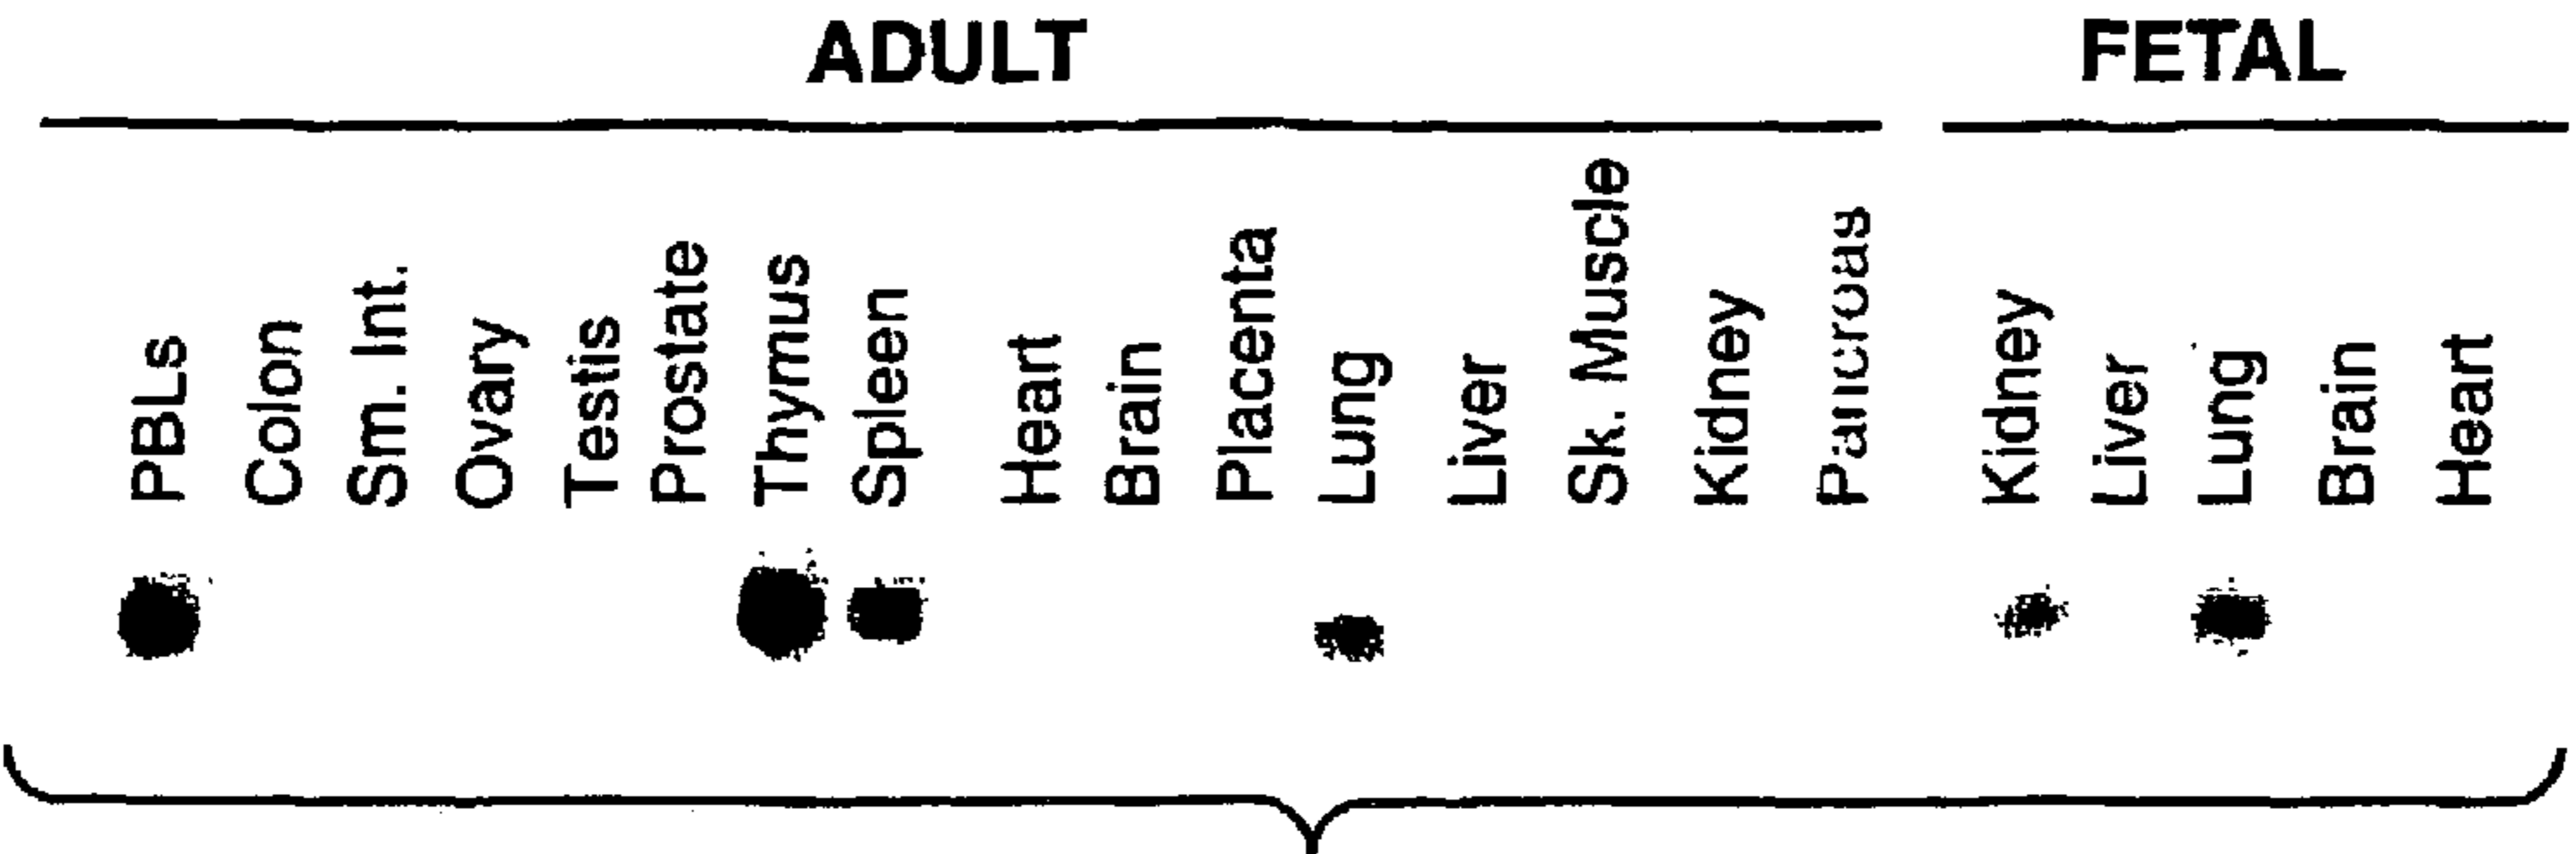 ADULT FETAL
PBLs Colon Sm. Int. Ovary Testis Prostate Thymus Spleen Heart Brain Placenta Lung Liver Sk. Muscle Kidney Pancroas Kidney Liver Lung Brain Heart